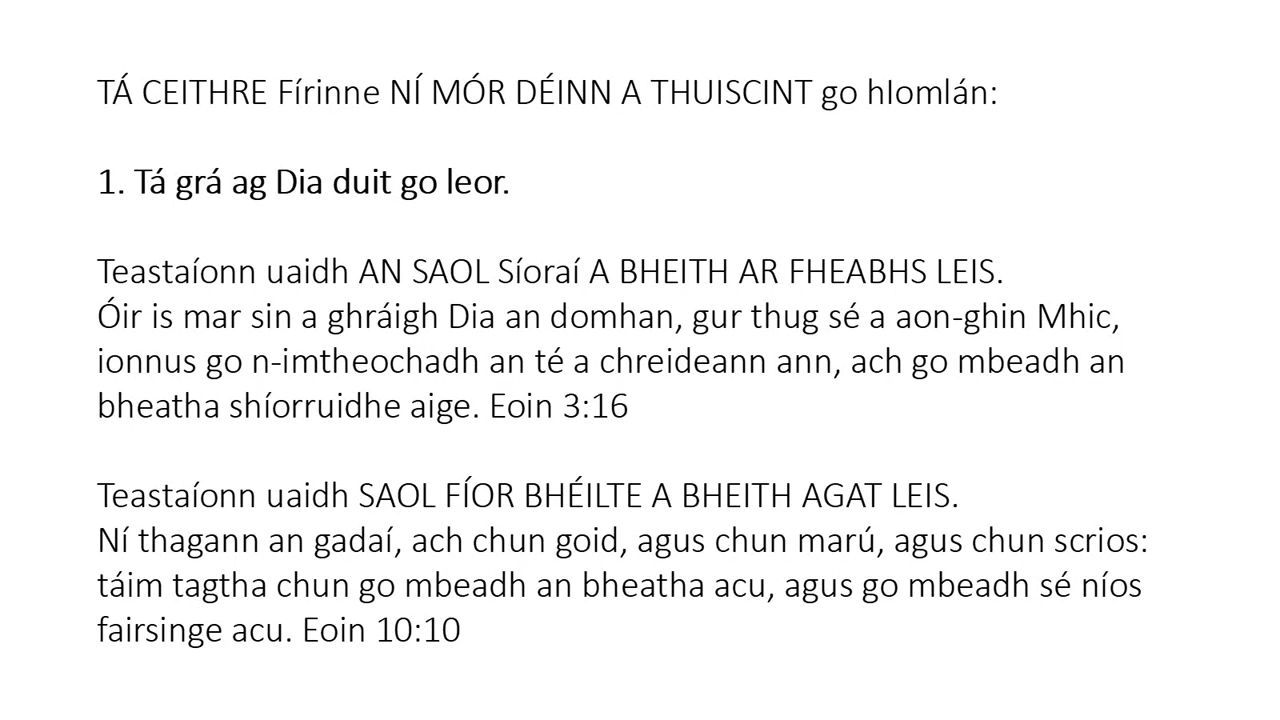 TÁ CEITHRE Fírinne NÍ MÓR DÉINN A THUISCINT go hIomlán:
1. Tá grá ag Dia duit go leor.
Teastaíonn uaidh AN SAOL Síoraí A BHEITH AR FHEABHS LEIS.
Óir is mar sin a ghráigh Dia an domhan, gur thug sé a aon-ghin Mhic,
ionnus go n-imtheochadh an té a chreideann ann, ach go mbeadh an
bheatha shíorruidhe aige. Eoin 3:16
Teastaíonn uaidh SAOL FÍOR BHÉILTE A BHEITH AGAT LEIS.
Ní thagann an gadaí, ach chun goid, agus chun marú, agus chun scrios:
táim tagtha chun go mbeadh an bheatha acu, agus go mbeadh sé níos
fairsinge acu. Eoin 10:10